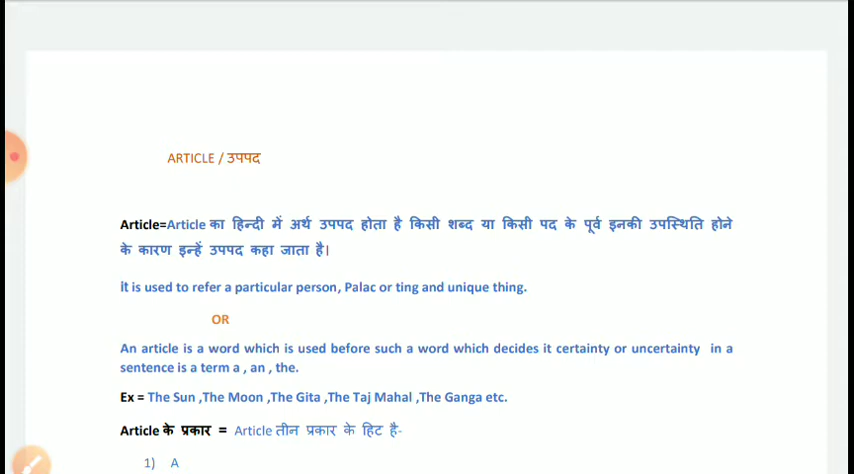 ARTICLE / उपपद
Article=Article का हिन्दी में अर्थ उपपद होता है किसी शब्द या किसी पद के पूर्व इनकी उपस्थिति होने
के कारण इन्हें उपपद कहा जाता है।
it is used to refer a particular person, Palac or ting and unique thing.
OR
An article is a word which is used before such a word which decides it certainty or uncertainty in a
sentence is a term a , an , the.
Ex = The Sun ,The Moon ,The Gita ,The Taj Mahal ,The Ganga etc.
Article के प्रकार = Article तीन प्रकार के हिट है-
1) A